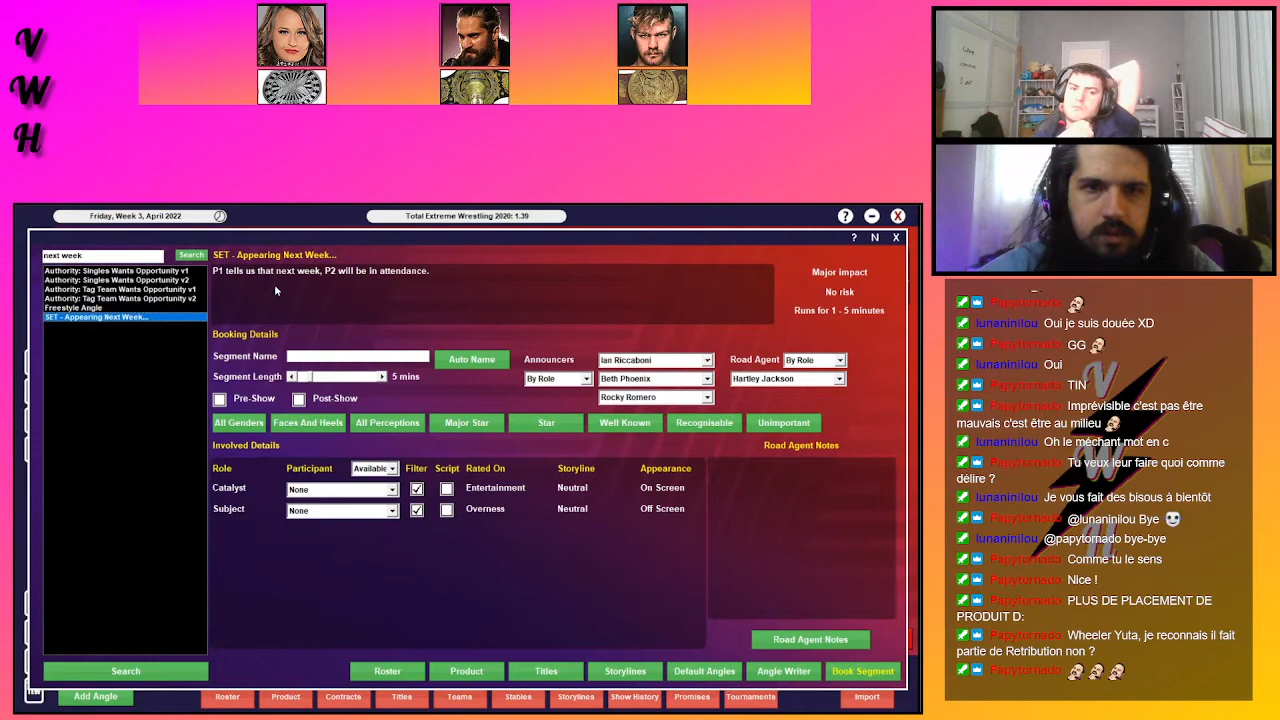 V
W
H
Friday, Week 3, April 2022
Total Extreme Wrestling 2020: 1.39
?
X
? N X
next week
Search
Authority: Singles Wants Opportunity v1
Authority: Singles Wants Opportunity v2
Authority: Tag Team Wants Opportunity v1
Authority: Tag Team Wants Opportunity v2
Freestyle Angle
SET - Appearing Next Week...
SET - Appearing Next Week...
P1 tells us that next week, P2 will be in attendance.
Major impact
No risk
Runs for 1 - 5 minutes
Booking Details
Segment Name
Auto Name
Announcers
Ian Riccaboni
Road Agent
By Role
Segment Length
5 mins
By Role
Beth Phoenix
Hartley Jackson
Pre-Show
Post-Show
Rocky Romero
All Genders
Faces And Heels
All Perceptions
Major Star
Star
Well Known
Recognisable
Unimportant
Involved Details
Road Agent Notes
Role
Participant
Available
Filter
Script
Rated On
Storyline
Appearance
Catalyst
None
Entertainment
Neutral
On Screen
Subject
None
Overness
Neutral
Off Screen
Road Agent Notes
Search
Roster
Product
Titles
Storylines
Default Angles
Angle Writer
Book Segment
Add Angle
Roster
Product
Contracts
Titles
Teams
Stables
Storylines
Show History
Promises
Tournaments
Import
Papytornado
lunaninilou Oui je suis douée XD
Papytornado GG
lunaninilou Oui
Papytornado TIN
Papytornado Imprévisible c'est pas être
mauvais c'est être au milieu
lunaninilou Oh le méchant mot en c
Papytornado Tu veux leur faire quoi comme
délire ?
lunaninilou Je vous fait des bisous à bientôt
Papytornado @lunaninilou Bye
lunaninilou @papytornado bye-bye
Papytornado Comme tu le sens
Papytornado Nice !
Papytornado PLUS DE PLACEMENT DE
PRODUIT D:
Papytornado Wheeler Yuta, je reconnais il fait
partie de Retribution non ?
Papytornado
V
W
H